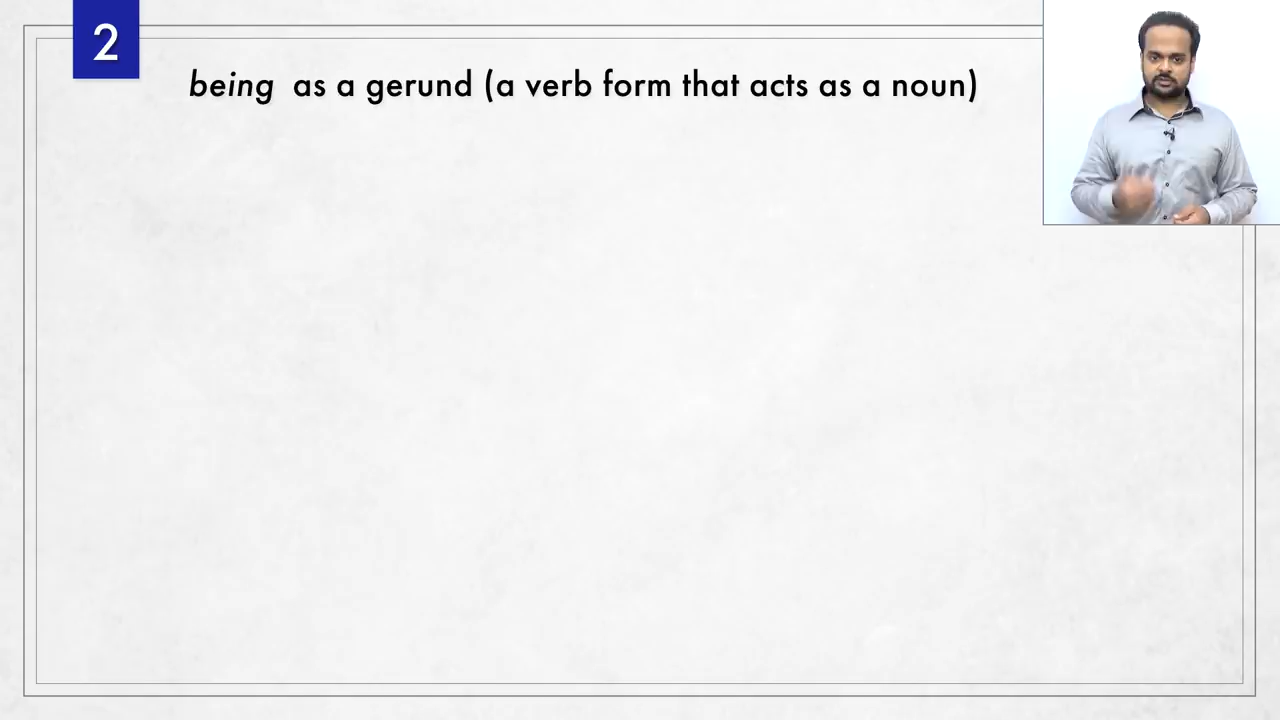 2
being as a gerund (a verb form that acts as a noun)